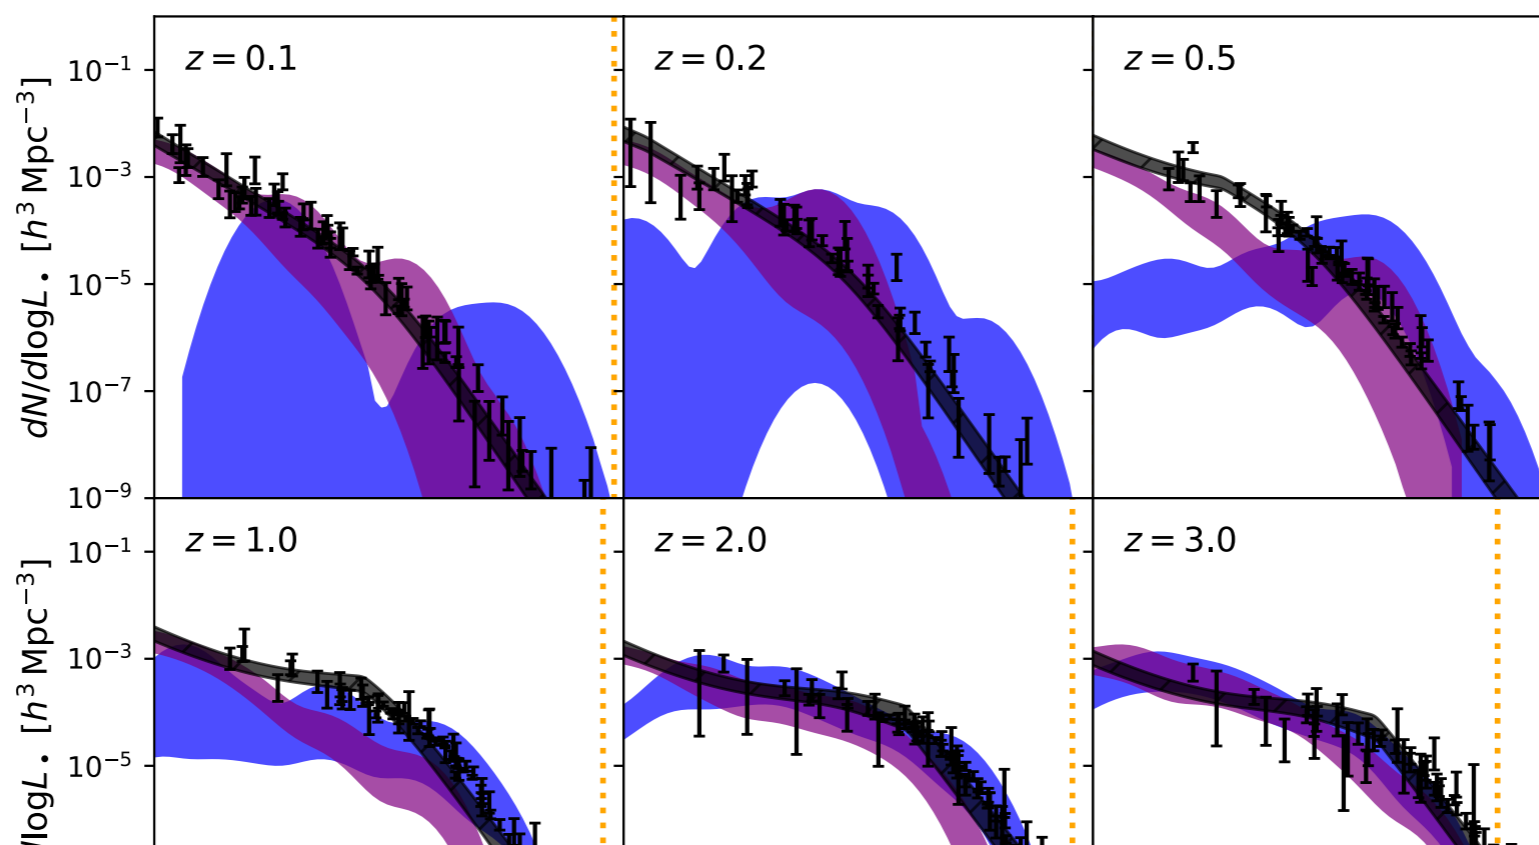 z = 0.1
z = 0.2
z = 0.5
10⁻¹
10⁻³
10⁻⁵
10⁻⁷
10⁻⁹
dN/dlogL• [h³ Mpc⁻³]
z = 1.0
z = 2.0
z = 3.0
10⁻¹
10⁻³
10⁻⁵
/logL• [h³ Mpc⁻³]